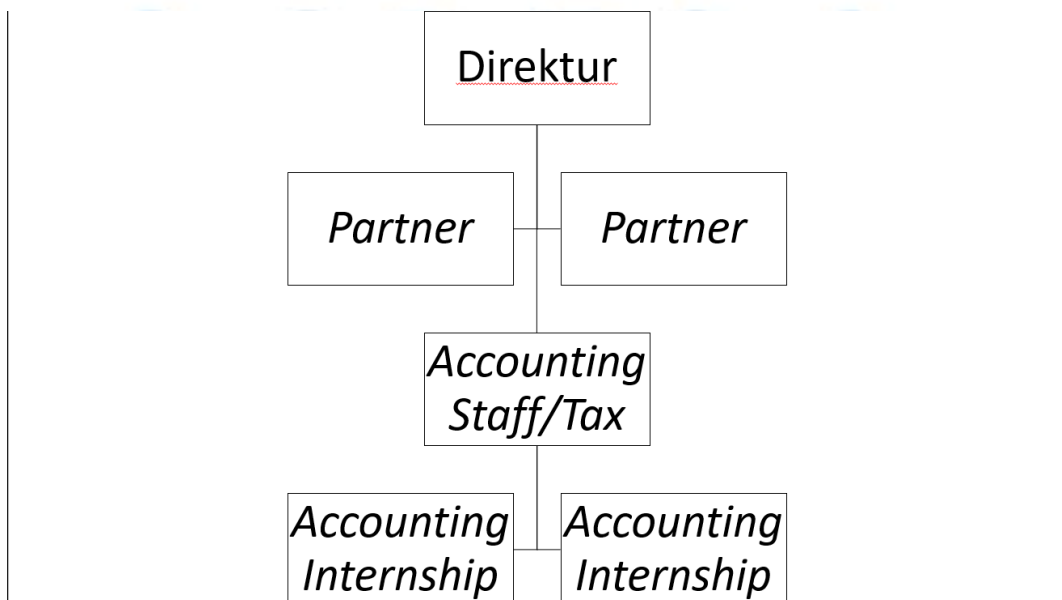 Direktur
Partner
Partner
Accounting
Staff/Tax
Accounting
Internship
Accounting
Internship